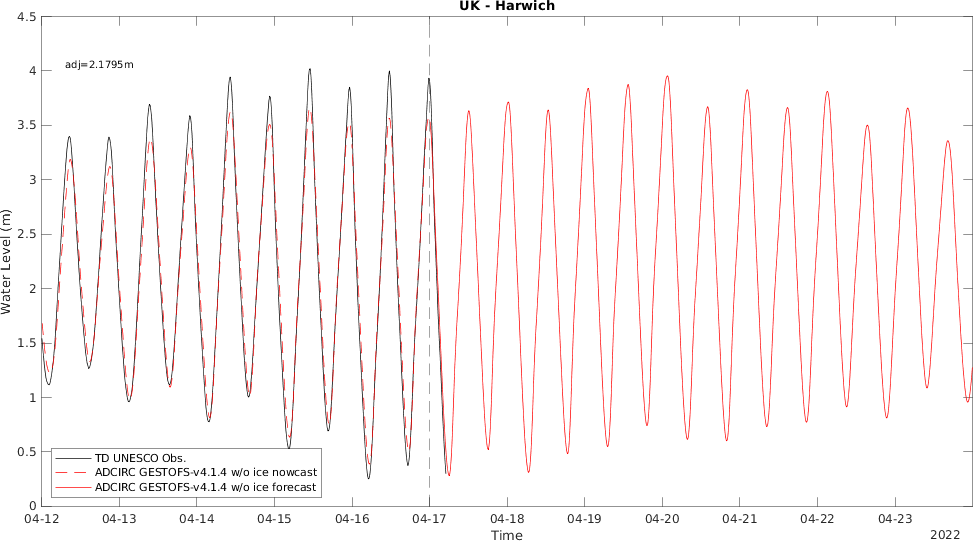 UK - Harwich
4.5
4
3.5
3
2.5
2
1.5
1
0.5
0
Water Level (m)
adj=2.1795m
TD UNESCO Obs.
ADCIRC GESTOFS-v4.1.4 w/o ice nowcast
ADCIRC GESTOFS-v4.1.4 w/o ice forecast
04-12 04-13 04-14 04-15 04-16 04-17 04-18 04-19 04-20 04-21 04-22 04-23
Time
2022